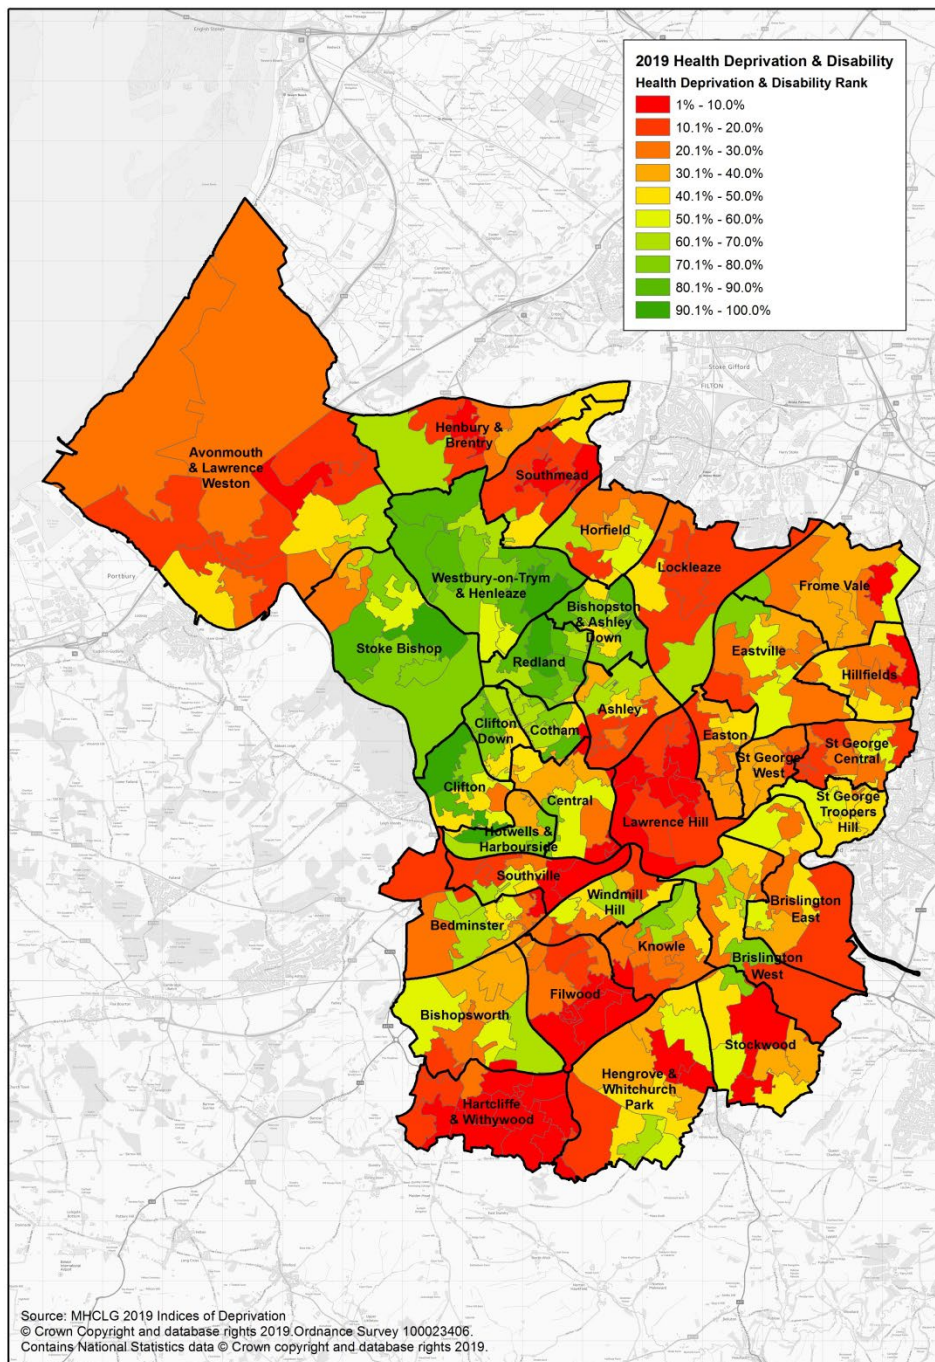 2019 Health Deprivation & Disability
Health Deprivation & Disability Rank
1% - 10.0%
10.1% - 20.0%
20.1% - 30.0%
30.1% - 40.0%
40.1% - 50.0%
50.1% - 60.0%
60.1% - 70.0%
70.1% - 80.0%
80.1% - 90.0%
90.1% - 100.0%
Stoke Gifford
FILTON
Henbury &
Brentry
Avonmouth
& Lawrence
Weston
Southmead
Horfield
Lockleaze
Portbury
Frome Vale
Westbury-on-Trym
& Henleaze
Bishopston
& Ashley
Down
Stoke Bishop
Redland
Eastville
Hillfields
Ashley
Clifton
Down
Cotham
Easton
St George
West
St George
Central
Clifton
Central
St George
Troopers
Hill
Lawrence Hill
Hotwells &
Harbourside
Southville
Windmill
Hill
Bedminster
Brislington
East
Knowle
Brislington
West
Filwood
Bishopsworth
Stockwood
Hengrove &
Whitchurch
Park
Hartcliffe
& Withywood
Source: MHCLG 2019 Indices of Deprivation
© Crown Copyright and database rights 2019.Ordnance Survey 100023406.
Contains National Statistics data © Crown copyright and database rights 2019.